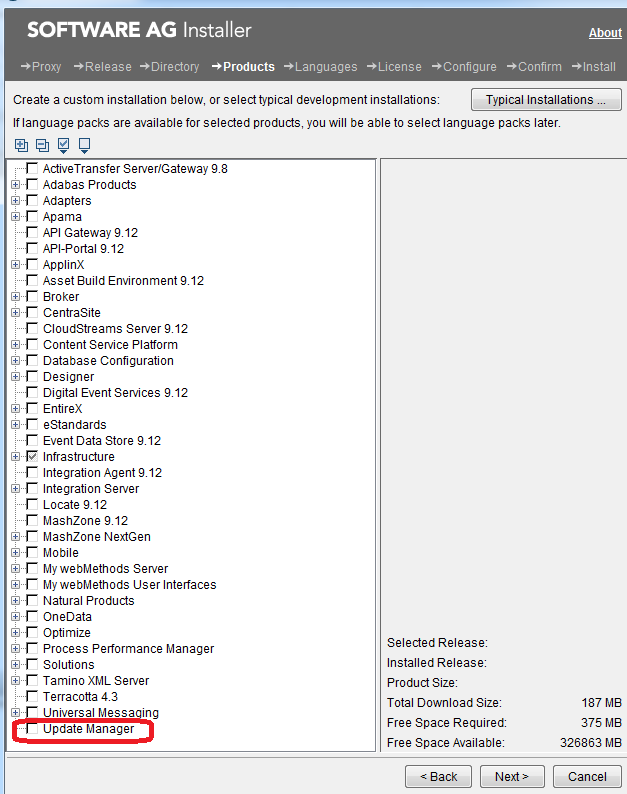 SOFTWARE AG Installer
About
Proxy Release Directory Products Languages License Configure Confirm Install
Create a custom installation below, or select typical development installations:
Typical Installations ...
If language packs are available for selected products, you will be able to select language packs later.
ActiveTransfer Server/Gateway 9.8
Adabas Products
Adapters
Apama
API Gateway 9.12
API-Portal 9.12
ApplinX
Asset Build Environment 9.12
Broker
CentraSite
CloudStreams Server 9.12
Content Service Platform
Database Configuration
Designer
Digital Event Services 9.12
EntireX
eStandards
Event Data Store 9.12
Infrastructure
Integration Agent 9.12
Integration Server
Locate 9.12
MashZone 9.12
MashZone NextGen
Mobile
My webMethods Server
My webMethods User Interfaces
Natural Products
OneData
Optimize
Process Performance Manager
Solutions
Tamino XML Server
Terracotta 4.3
Universal Messaging
Update Manager
Selected Release:
Installed Release:
Product Size:
Total Download Size: 187 MB
Free Space Required: 375 MB
Free Space Available: 326863 MB
< Back
Next >
Cancel